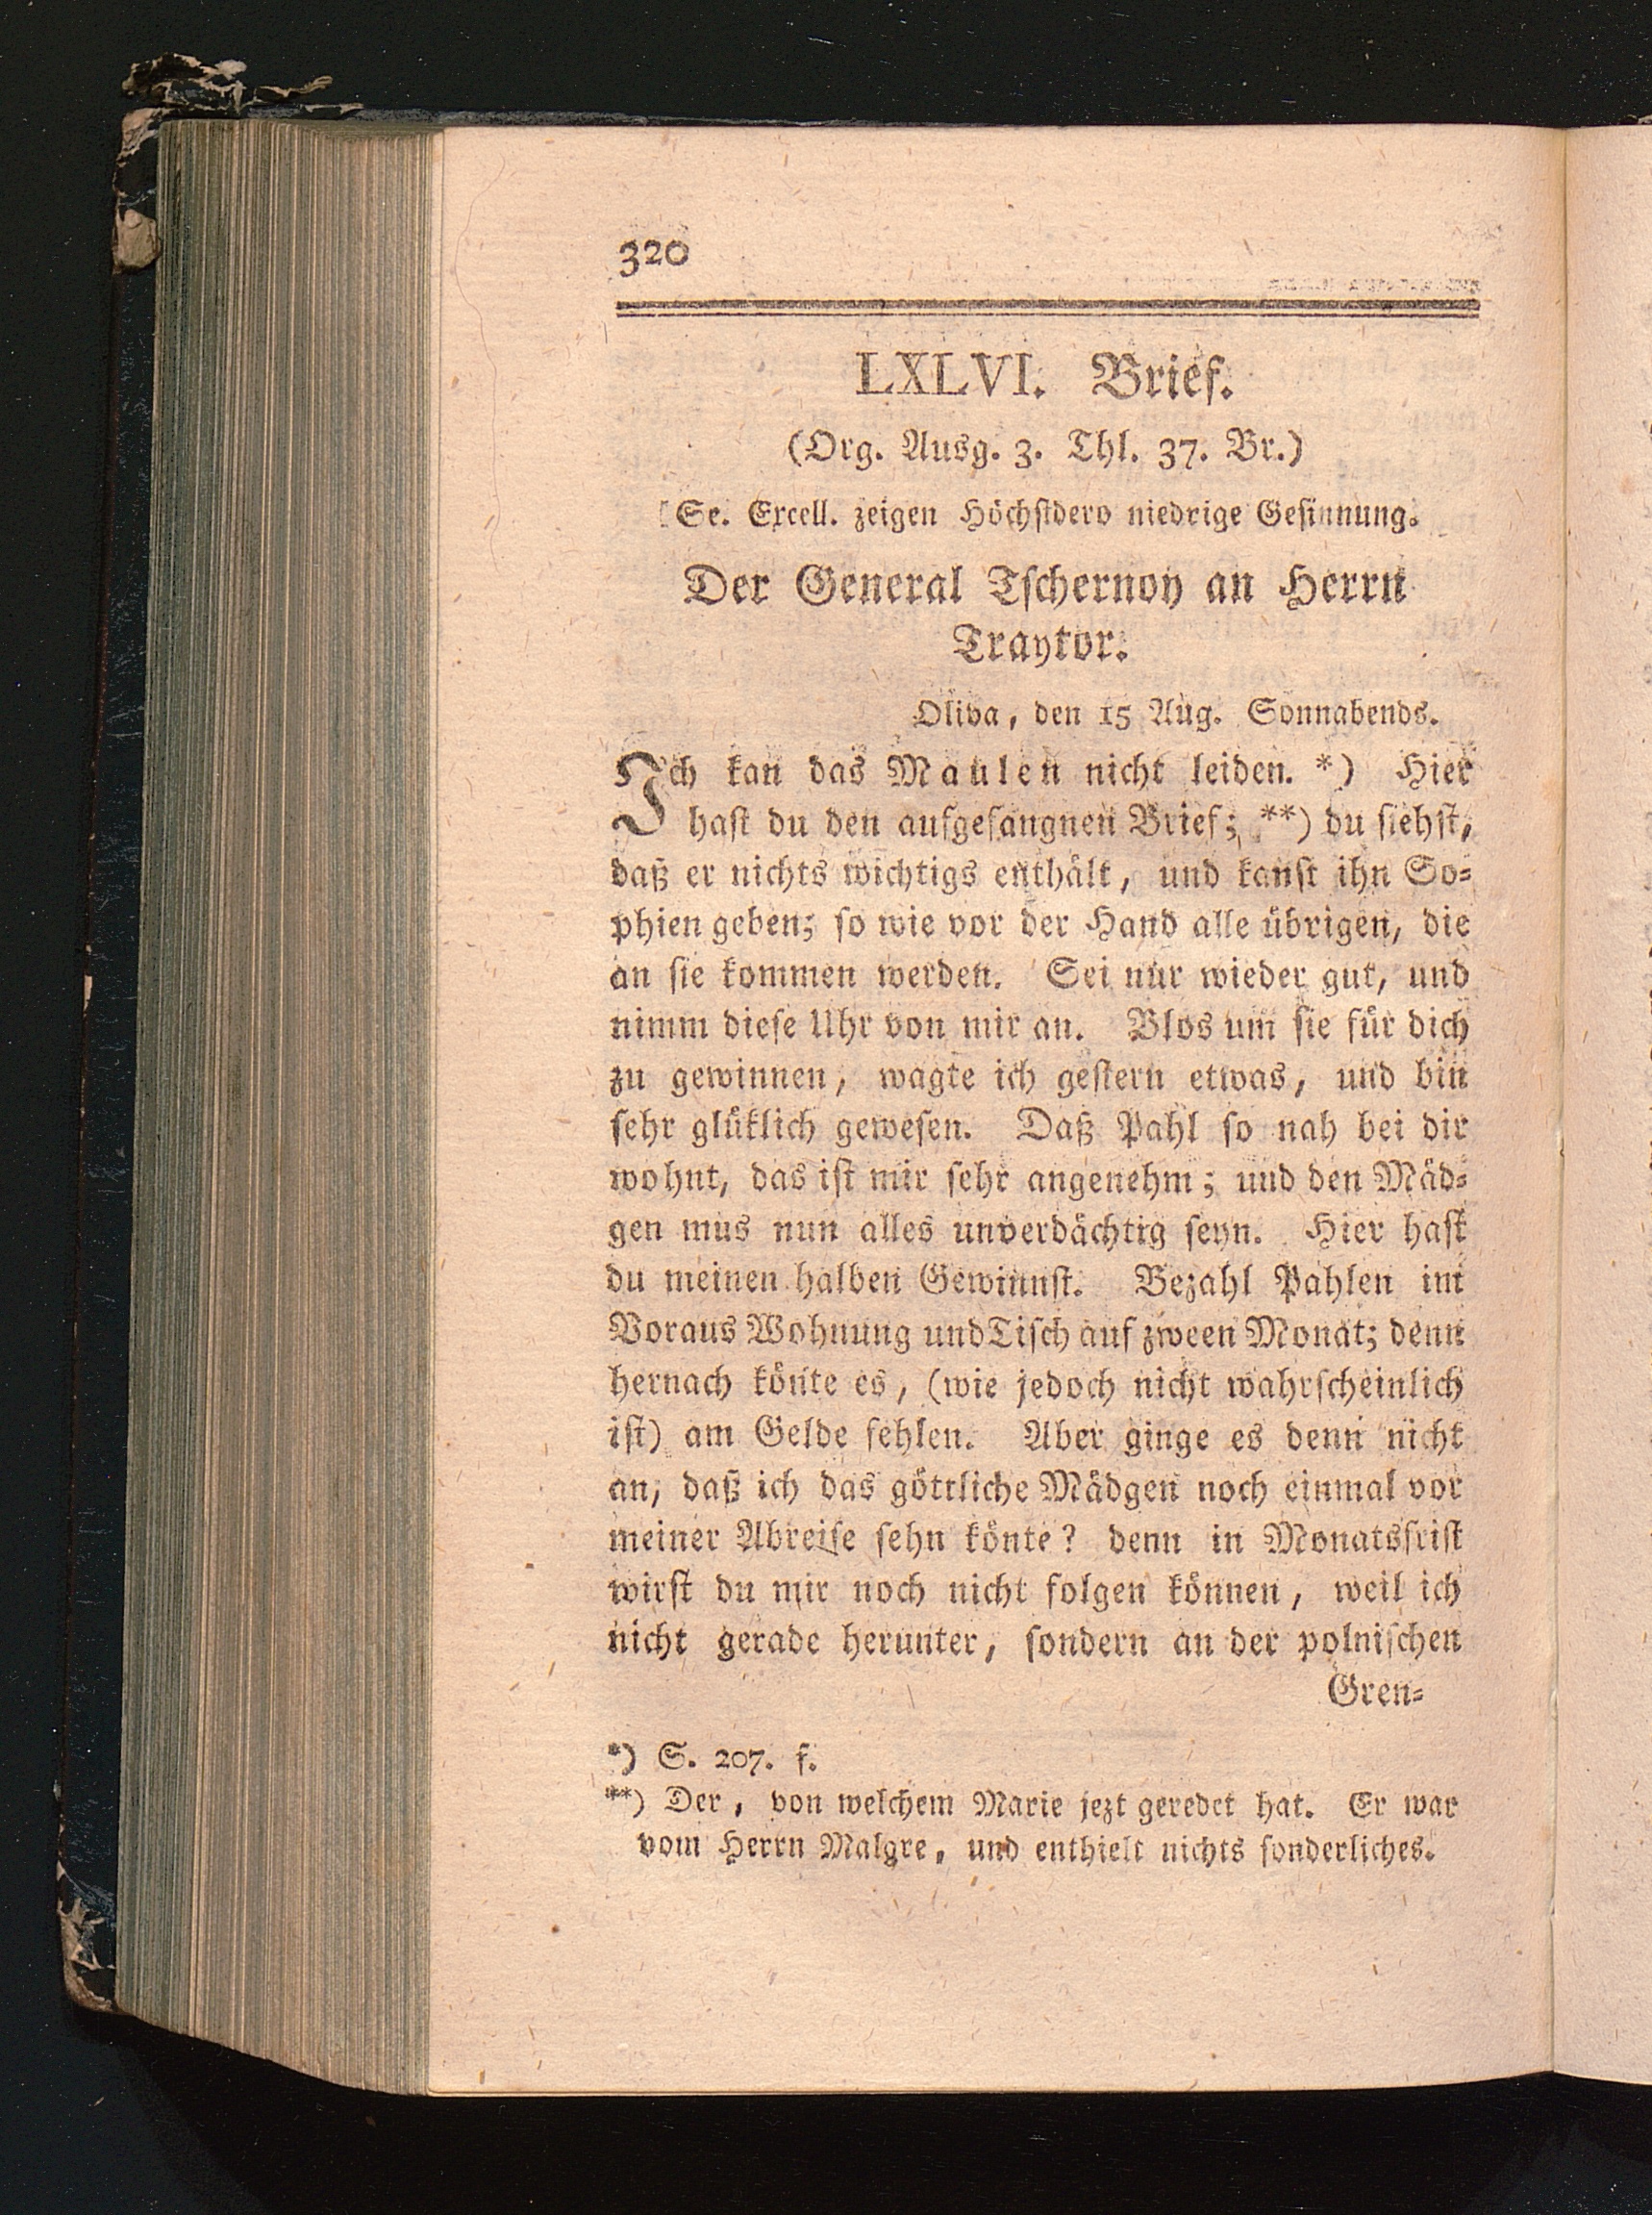 320
LXLVI. Brief.
(Org. Ausg. 3. Thl. 37. Br.)
[Se. Excell. zeigen Höchstdero niedrige Gesinnung.
Der General Tschernoy an Herrn
Traytor.
Oliva, den 15 Aug. Sonnabends.
Ich kan das Maulen nicht leiden. *) Hier
hast du den aufgefangnen Brief; **) du siehst,
daß er nichts wichtigs enthält, und kanst ihn So-
phien geben; so wie vor der Hand alle übrigen, die
an sie kommen werden. Sei nur wieder gut, und
nimm diese Uhr von mir an. Blos um sie für dich
zu gewinnen, wagte ich gestern etwas, und bin
sehr glüklich gewesen. Daß Pahl so nah bei dir
wohnt, das ist mir sehr angenehm; und den Mäd-
gen mus nun alles unverdächtig seyn. Hier hast
du meinen halben Gewinnst. Bezahl Pahlen im
Voraus Wohnung und Tisch auf zween Monat; denn
hernach könte es, (wie jedoch nicht wahrscheinlich
ist) am Gelde fehlen. Aber ginge es denn nicht
an, daß ich das göttliche Mädgen noch einmal vor
meiner Abreise sehn könte? denn in Monatsfrist
wirst du mir noch nicht folgen können, weil ich
nicht gerade herunter, sondern an der polnischen
Gren-
*) S. 207. f.
**) Der, von welchem Marie jezt geredet hat. Er war
vom Herrn Malgre, und enthielt nichts sonderliches.